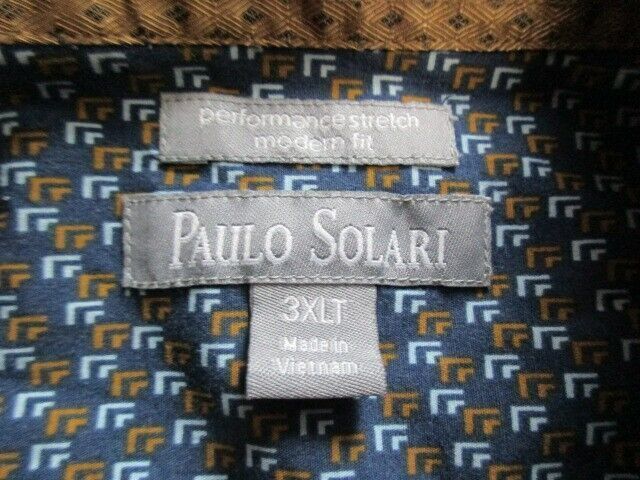 performance stretch
modern fit
PAULO SOLARI
3XLT
Made in
Vietnam